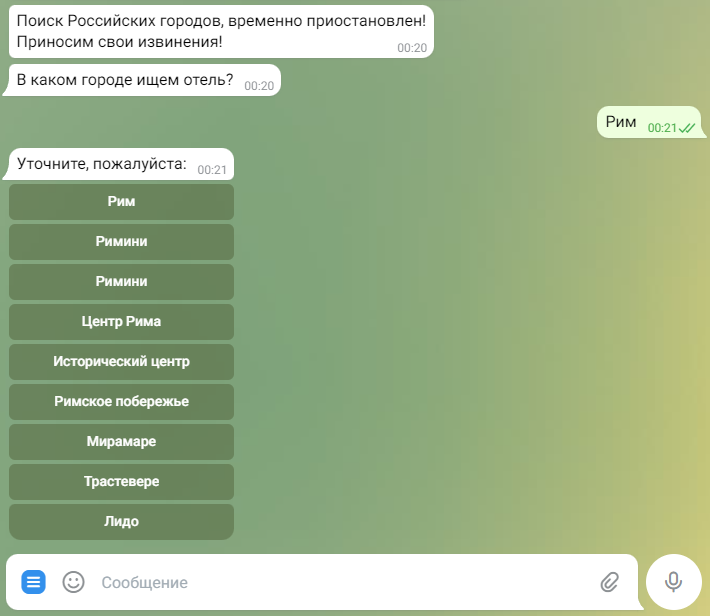 Поиск Российских городов, временно приостановлен!
Приносим свои извинения!
00:20
В каком городе ищем отель?
00:20
Рим
00:21
Уточните, пожалуйста:
00:21
Рим
Римини
Римини
Центр Рима
Исторический центр
Римское побережье
Мирамаре
Трастевере
Лидо
Сообщение